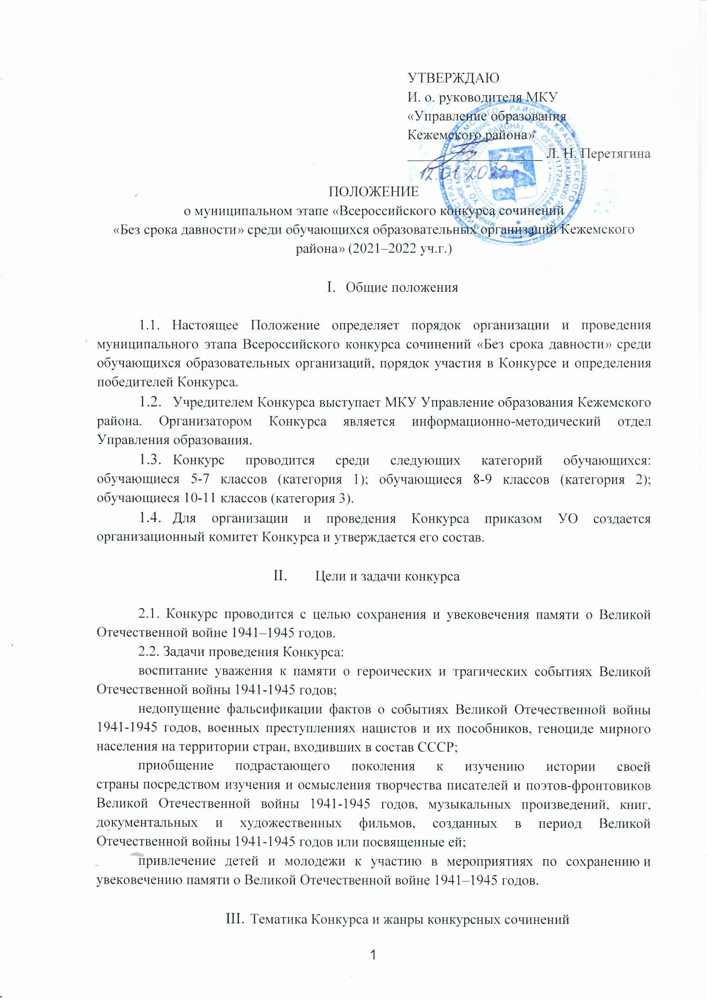 УТВЕРЖДАЮ
И. о. руководителя МКУ
«Управление образования
Кежемского района»
Л. Н. Перетягина
12.01.2022г
ПОЛОЖЕНИЕ
о муниципальном этапе «Всероссийского конкурса сочинений
«Без срока давности» среди обучающихся образовательных организаций Кежемского
района» (2021–2022 уч.г.)
I. Общие положения
1.1. Настоящее Положение определяет порядок организации и проведения
муниципального этапа Всероссийского конкурса сочинений «Без срока давности» среди
обучающихся образовательных организаций, порядок участия в Конкурсе и определения
победителей Конкурса.
1.2. Учредителем Конкурса выступает МКУ Управление образования Кежемского
района. Организатором Конкурса является информационно-методический отдел
Управления образования.
1.3. Конкурс проводится среди следующих категорий обучающихся:
обучающиеся 5-7 классов (категория 1); обучающиеся 8-9 классов (категория 2);
обучающиеся 10-11 классов (категория 3).
1.4. Для организации и проведения Конкурса приказом УО создается
организационный комитет Конкурса и утверждается его состав.
II. Цели и задачи конкурса
2.1. Конкурс проводится с целью сохранения и увековечения памяти о Великой
Отечественной войне 1941–1945 годов.
2.2. Задачи проведения Конкурса:
воспитание уважения к памяти о героических и трагических событиях Великой
Отечественной войны 1941-1945 годов;
недопущение фальсификации фактов о событиях Великой Отечественной войны
1941-1945 годов, военных преступлениях нацистов и их пособников, геноциде мирного
населения на территории стран, входивших в состав СССР;
приобщение подрастающего поколения к изучению истории своей
страны посредством изучения и осмысления творчества писателей и поэтов-фронтовиков
Великой Отечественной войны 1941-1945 годов, музыкальных произведений, книг,
документальных и художественных фильмов, созданных в период Великой
Отечественной войны 1941-1945 годов или посвященные ей;
привлечение детей и молодежи к участию в мероприятиях по сохранению и
увековечению памяти о Великой Отечественной войне 1941–1945 годов.
III. Тематика Конкурса и жанры конкурсных сочинений
1